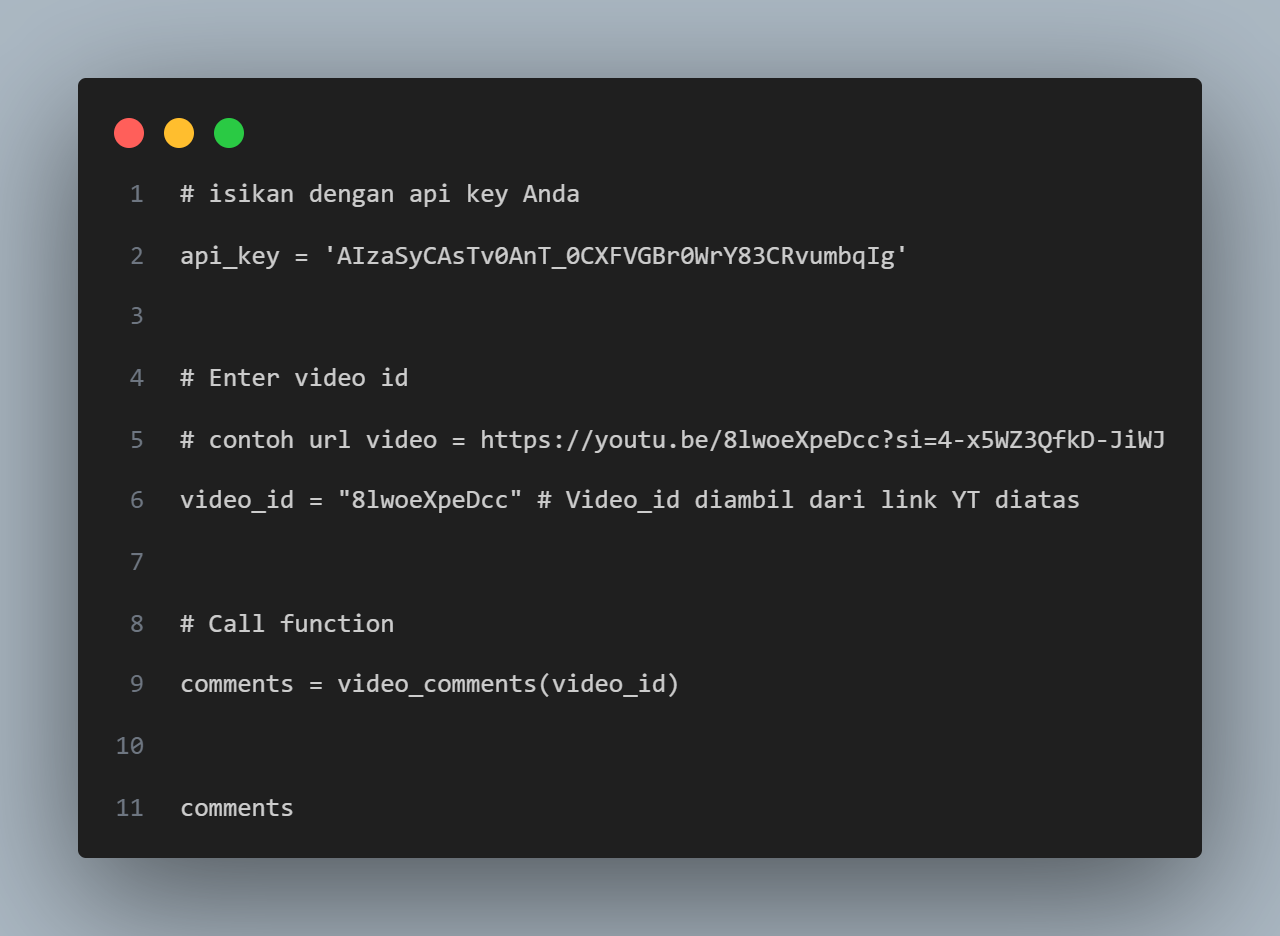 1 # isikan dengan api key Anda
2 api_key = 'AIzaSyCAsTv0AnT_0CXFVGBr0WrY83CRvumbqIg'
3
4 # Enter video id
5 # contoh url video = https://youtu.be/8lwoeXpeDcc?si=4-x5WZ3QfkD-JiWJ
6 video_id = "8lwoeXpeDcc" # Video_id diambil dari link YT diatas
7
8 # Call function
9 comments = video_comments(video_id)
10
11 comments